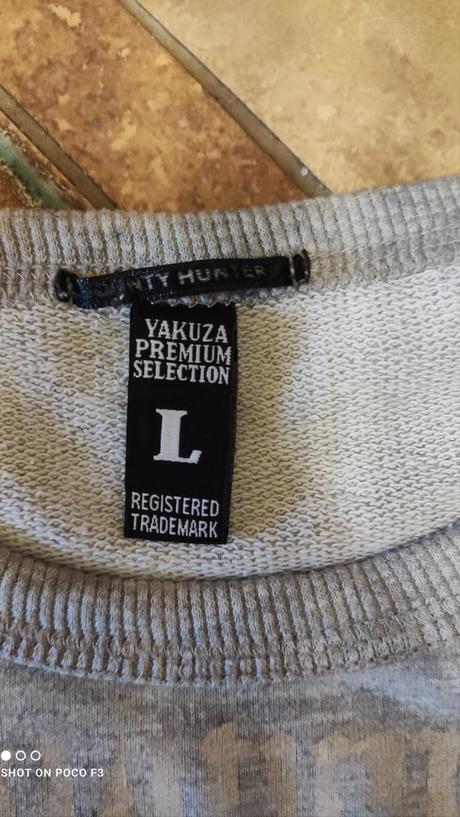 HUNTER
YAKUZA
PREMIUM
SELECTION
L
REGISTERED
TRADEMARK
SHOT ON POCO F3